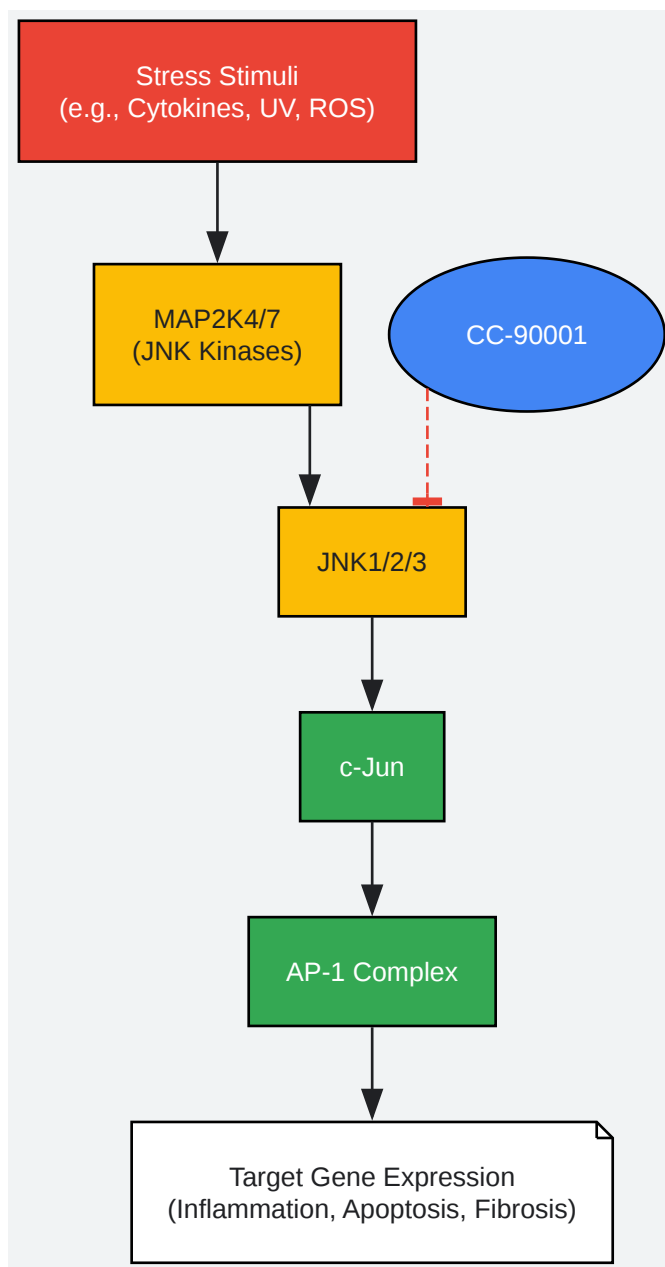 Stress Stimuli
(e.g., Cytokines, UV, ROS)
MAP2K4/7
(JNK Kinases)
CC-90001
JNK1/2/3
c-Jun
AP-1 Complex
Target Gene Expression
(Inflammation, Apoptosis, Fibrosis)